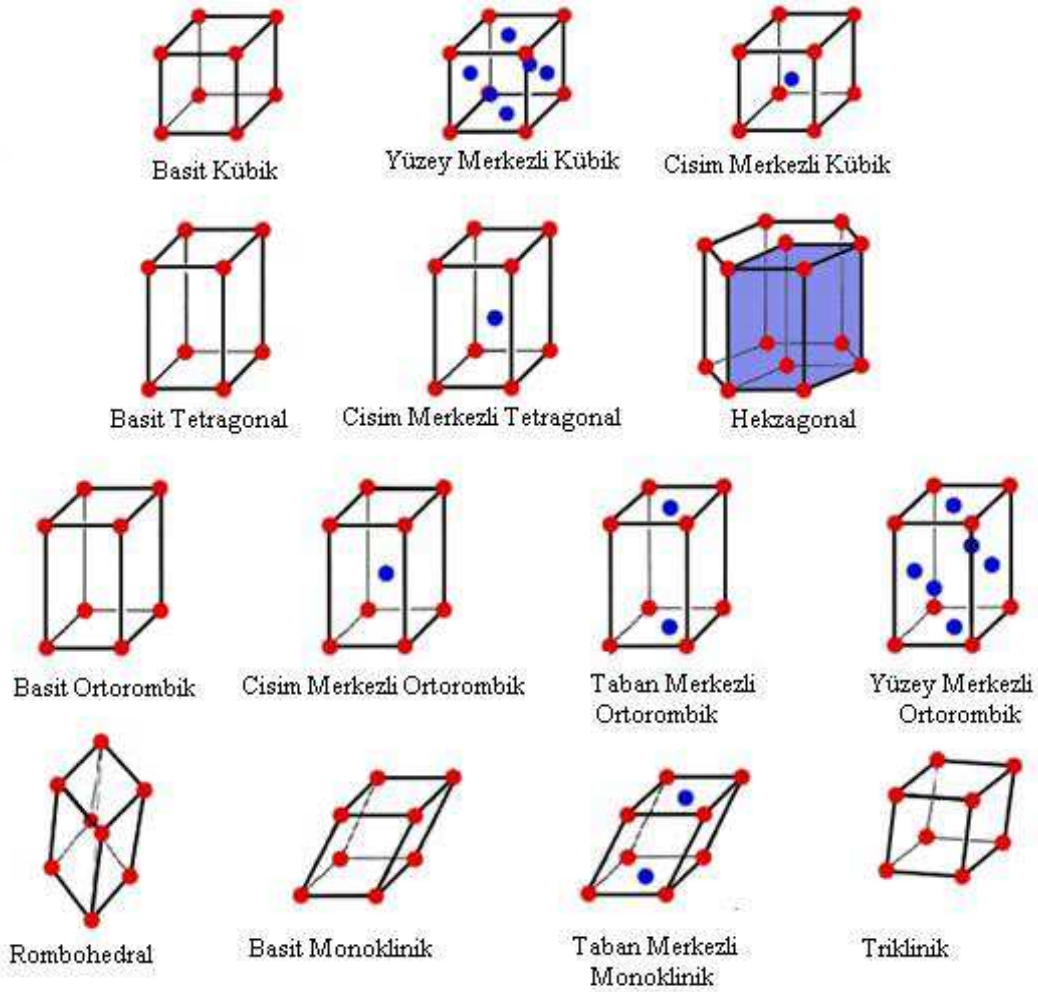 Basit Kübik
Yüzey Merkezli Kübik
Cisim Merkezli Kübik
Basit Tetragonal
Cisim Merkezli Tetragonal
Hekzagonal
Basit Ortorombik
Cisim Merkezli Ortorombik
Taban Merkezli
Ortorombik
Yüzey Merkezli
Ortorombik
Rombohedral
Basit Monoklinik
Taban Merkezli
Monoklinik
Triklinik